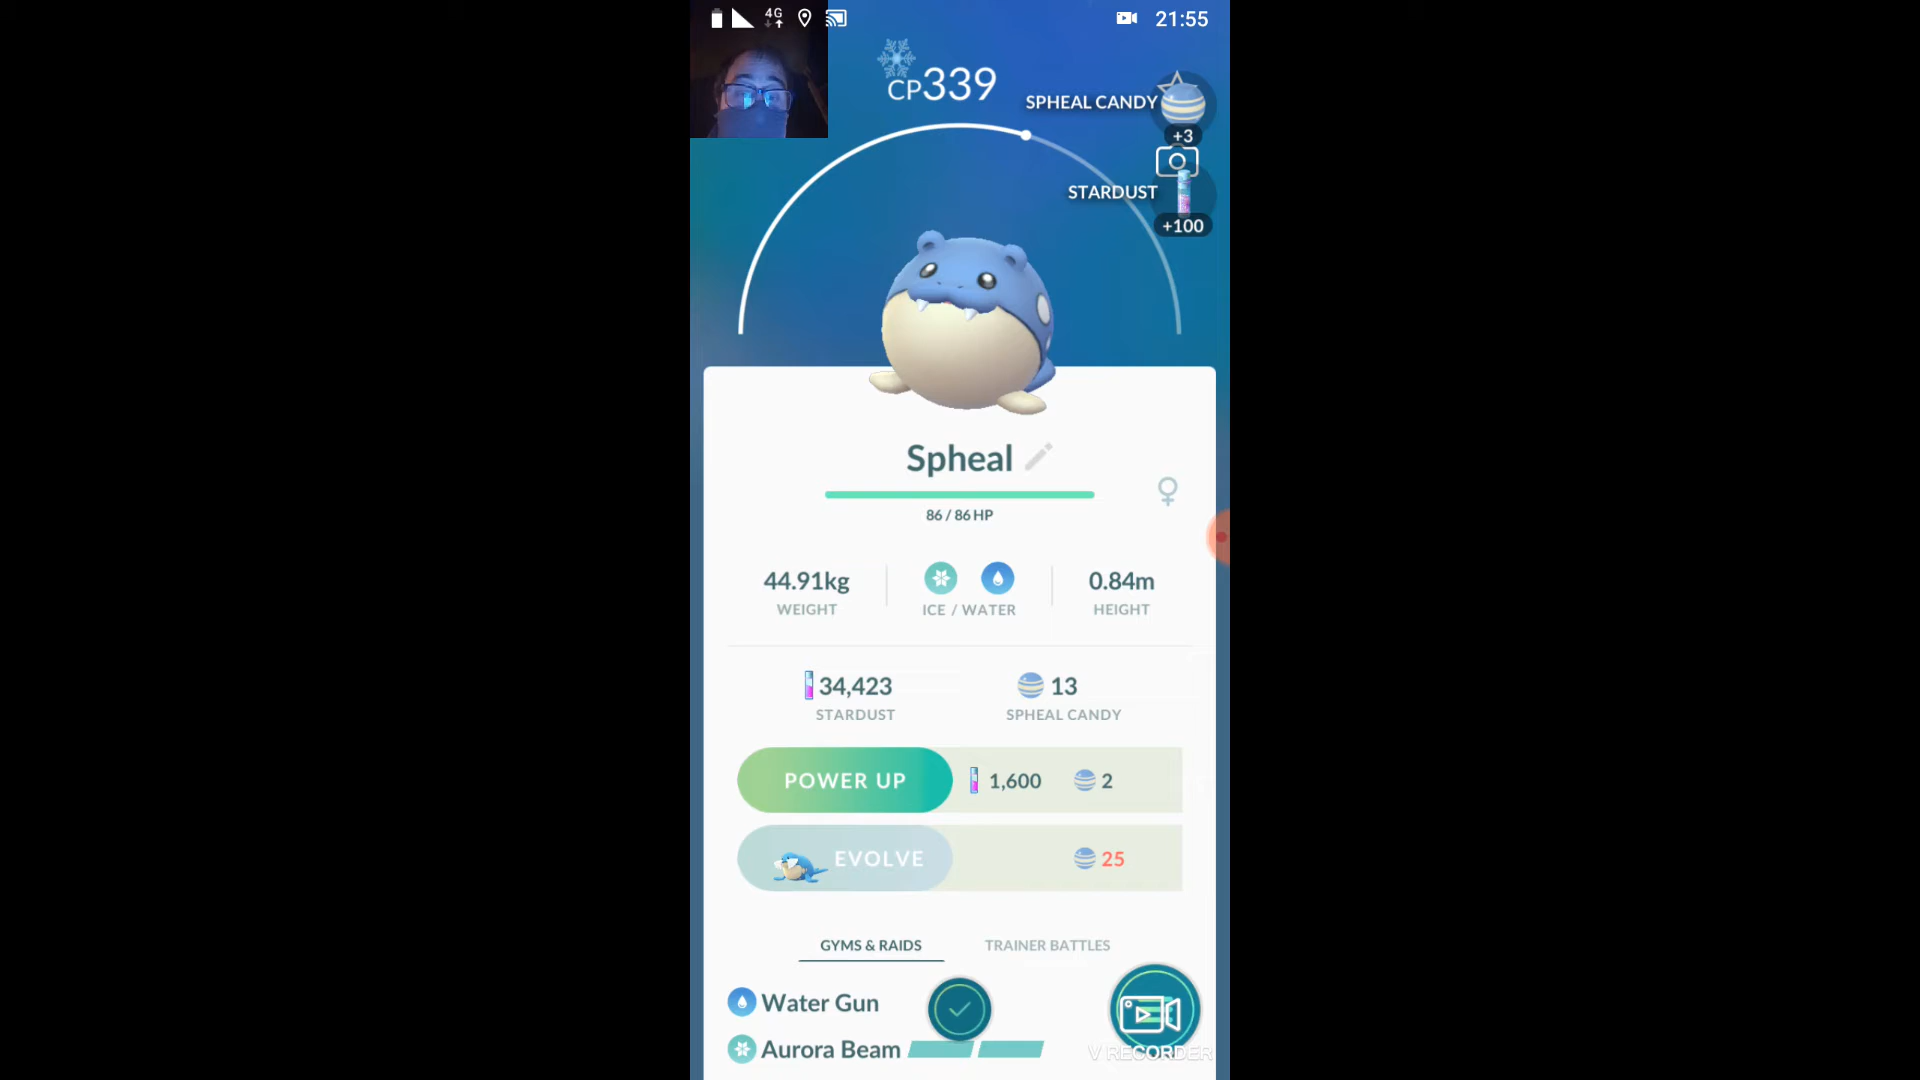 4G
21:55
CP339
SPHEAL CANDY
+3
STARDUST
+100
Spheal
86 / 86 HP
44.91kg
WEIGHT
ICE / WATER
0.84m
HEIGHT
34,423
STARDUST
13
SPHEAL CANDY
POWER UP
1,600
2
EVOLVE
25
GYMS & RAIDS
TRAINER BATTLES
Water Gun
Aurora Beam
V RECORDER